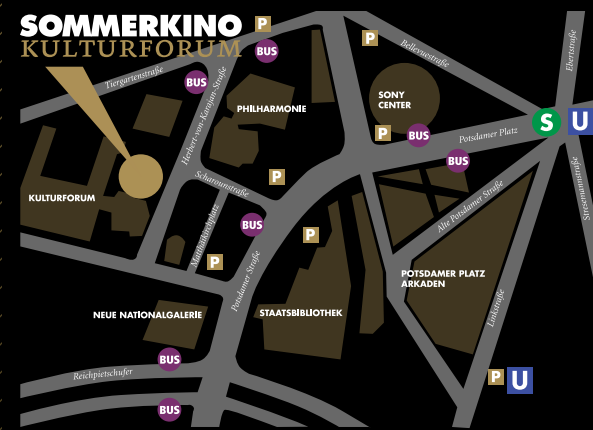 SOMMERKINO
KULTURFORUM
P
P
BUS
BUS
Tiergartenstraße
Bellevuestraße
Ebertstraße
Herbert-von-Karajan-Straße
PHILHARMONIE
SONY
CENTER
P
BUS
Potsdamer Platz
S
U
BUS
Stresemannstraße
Scharounstraße
P
KULTURFORUM
Alte Potsdamer Straße
Matthäikirchplatz
BUS
P
P
Potsdamer Straße
POTSDAMER PLATZ
ARKADEN
NEUE NATIONALGALERIE
STAATSBIBLIOTHEK
Linkstraße
BUS
Reichpietschufer
P
U
BUS